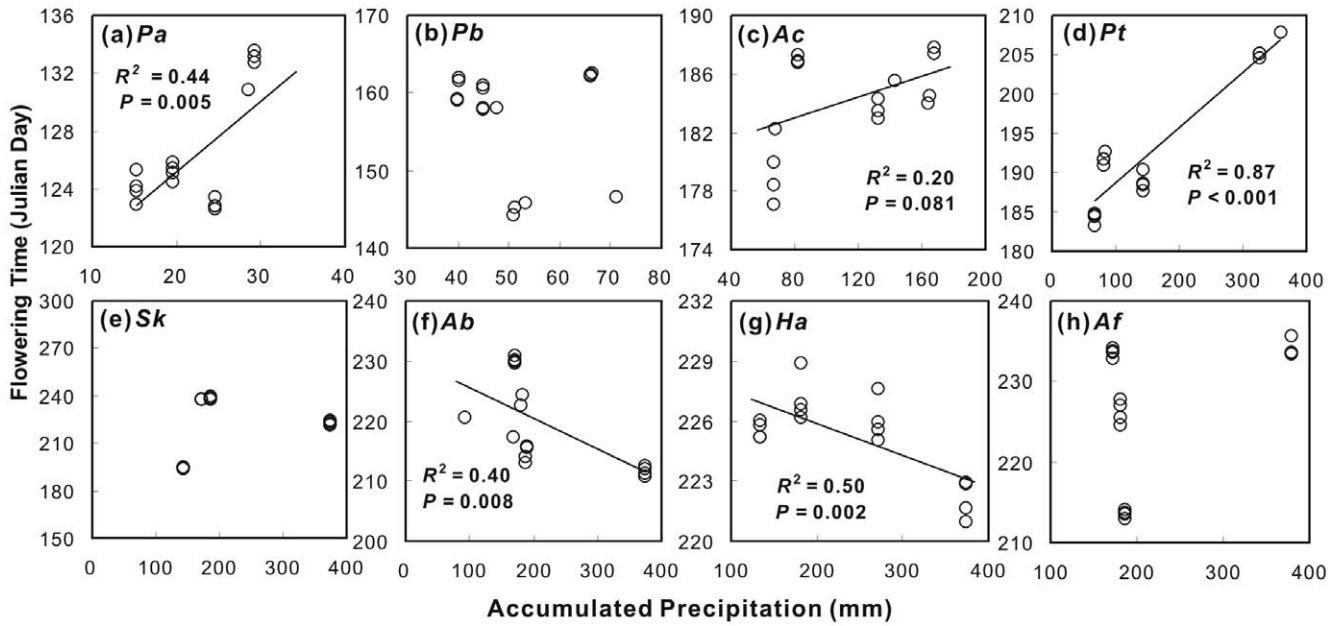 Flowering Time (Julian Day)
(a) Pa
R² = 0.44
P = 0.005
136
132
128
124
120
10 20 30 40
(b) Pb
170
160
150
140
30 40 50 60 70 80
(c) Ac
R² = 0.20
P = 0.081
190
186
182
178
174
40 80 120 160 200
(d) Pt
R² = 0.87
P < 0.001
210
205
200
195
190
185
180
0 100 200 300 400
(e) Sk
300
270
240
210
180
150
0 100 200 300 400
(f) Ab
R² = 0.40
P = 0.008
240
230
220
210
200
0 100 200 300 400
(g) Ha
R² = 0.50
P = 0.002
232
229
226
223
220
100 200 300 400
(h) Af
240
230
220
210
100 200 300 400
Accumulated Precipitation (mm)